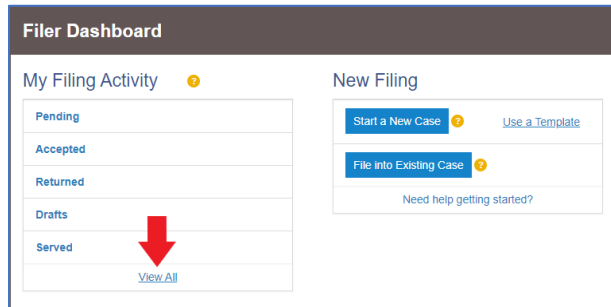 Filer Dashboard
My Filing Activity ?
Pending
Accepted
Returned
Drafts
Served
View All
New Filing
Start a New Case ? Use a Template
File into Existing Case ?
Need help getting started?